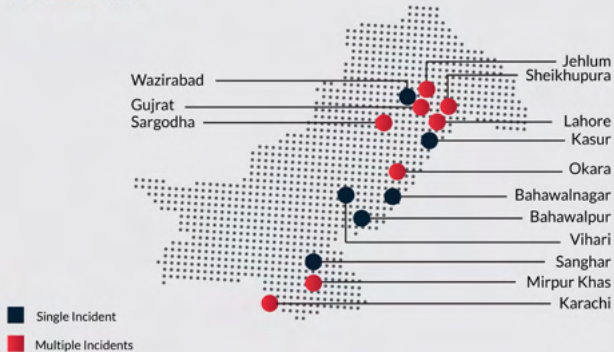 Jehlum
Sheikhupura
Wazirabad
Gujrat
Sargodha
Lahore
Kasur
Okara
Bahawalnagar
Bahawalpur
Vihari
Sanghar
Mirpur Khas
Karachi
Single Incident
Multiple Incidents